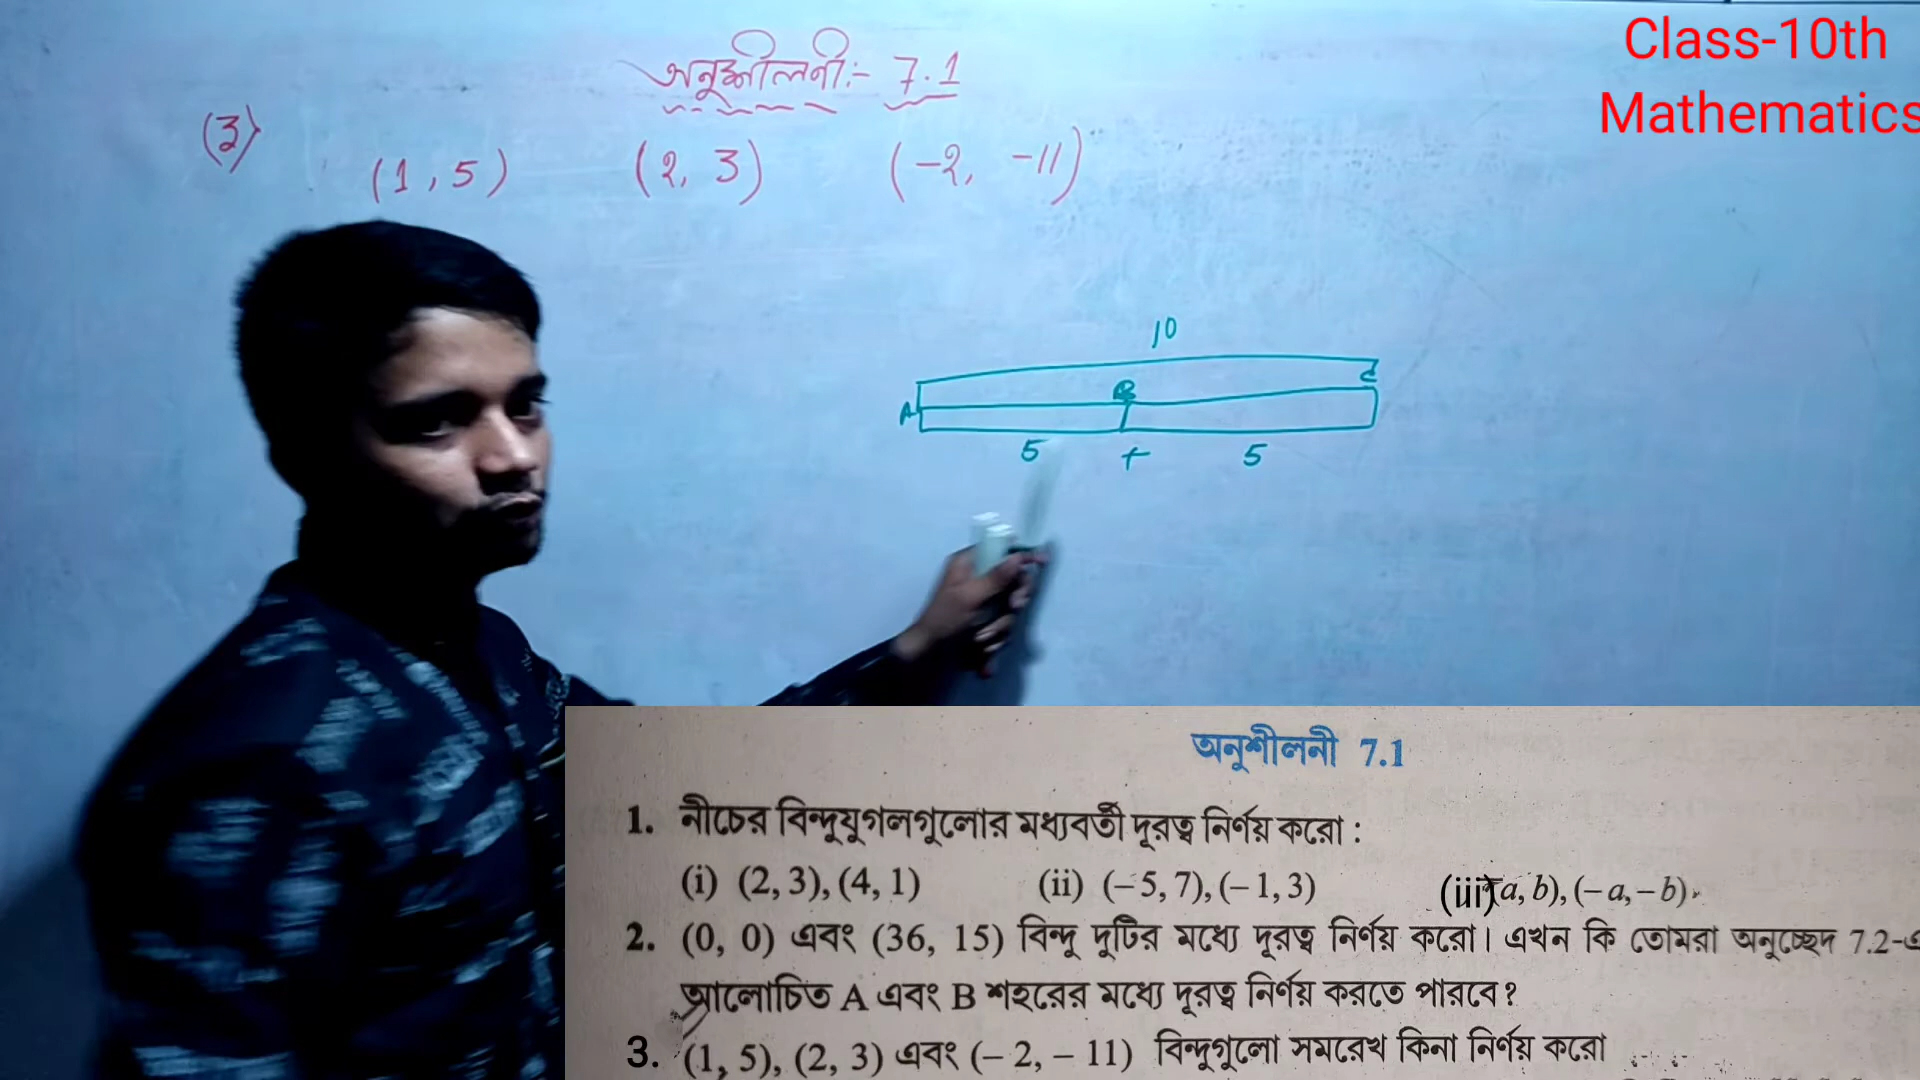 Class-10th
Mathematics
অনুশীলনী:- 7.1
(3)
(1, 5) (2, 3) (-2, -11)
10
A B C
5 + 5
অনুশীলনী 7.1
1. নীচের বিন্দুযুগলগুলোর মধ্যবর্তী দূরত্ব নির্ণয় করো :
(i) (2, 3), (4, 1) (ii) (– 5, 7), (– 1, 3) (iii) (a, b), (– a, – b)
2. (0, 0) এবং (36, 15) বিন্দু দুটির মধ্যে দূরত্ব নির্ণয় করো। এখন কি তোমরা অনুচ্ছেদ 7.2-এ
আলোচিত A এবং B শহরের মধ্যে দূরত্ব নির্ণয় করতে পারবে ?
3. (1, 5), (2, 3) এবং (– 2, – 11) বিন্দুগুলো সমরেখ কিনা নির্ণয় করো